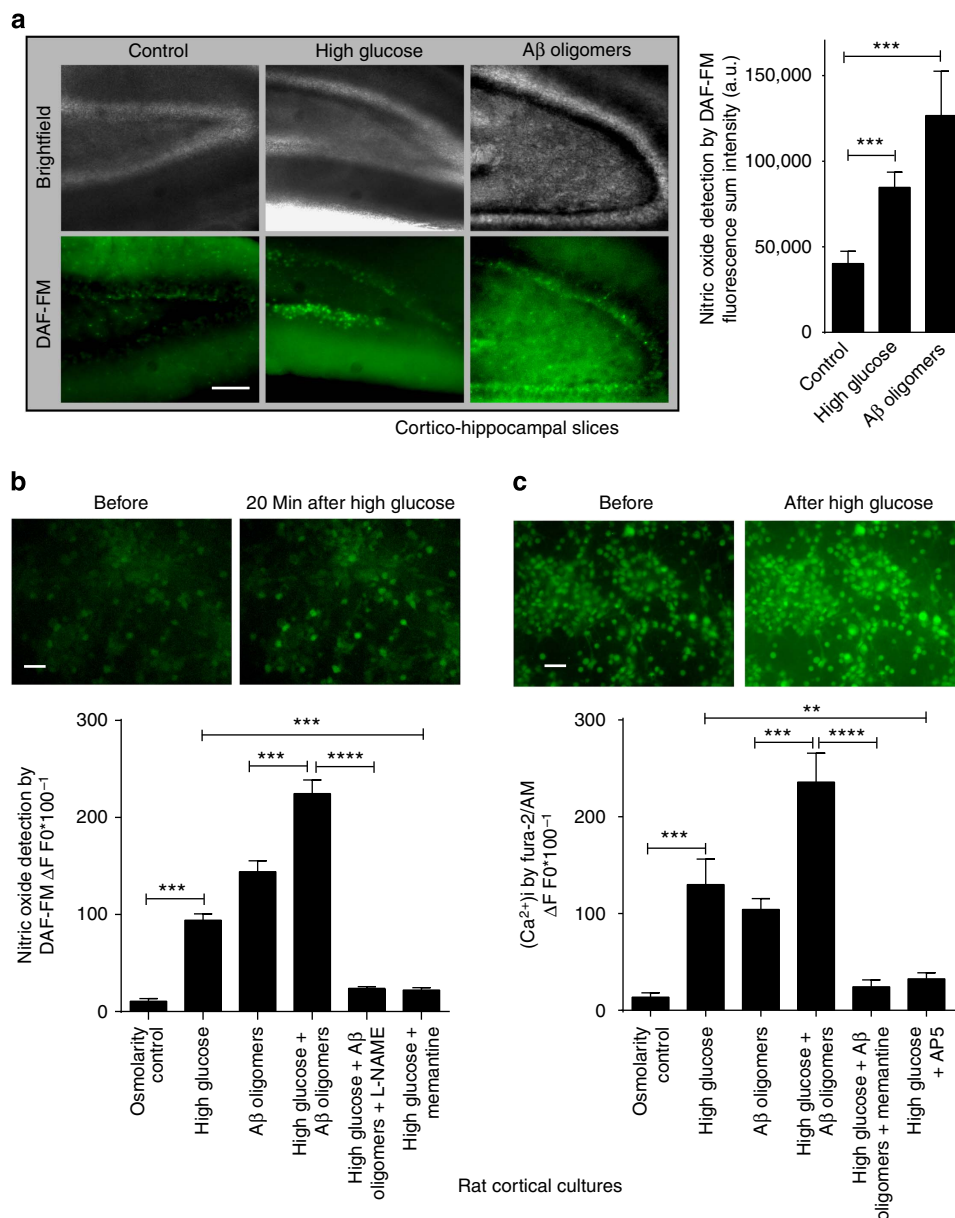 a
Control
High glucose
Aβ oligomers
Brightfield
DAF-FM
Cortico-hippocampal slices
Nitric oxide detection by DAF-FM
fluorescence sum intensity (a.u.)
150,000
100,000
50,000
0
***
***
Control
High glucose
Aβ oligomers
b
Before
20 Min after high glucose
Nitric oxide detection by
DAF-FM ΔF F0*100⁻¹
300
200
100
0
***
***
****
***
Osmolarity
control
High glucose
Aβ oligomers
High glucose +
Aβ oligomers
High glucose + Aβ
oligomers + L-NAME
High glucose +
memantine
c
Before
After high glucose
(Ca²⁺)i by fura-2/AM
ΔF F0*100⁻¹
300
200
100
0
**
***
****
***
Osmolarity
control
High glucose
Aβ oligomers
High glucose +
Aβ oligomers
High glucose + Aβ
oligomers + memantine
High glucose
+ AP5
Rat cortical cultures